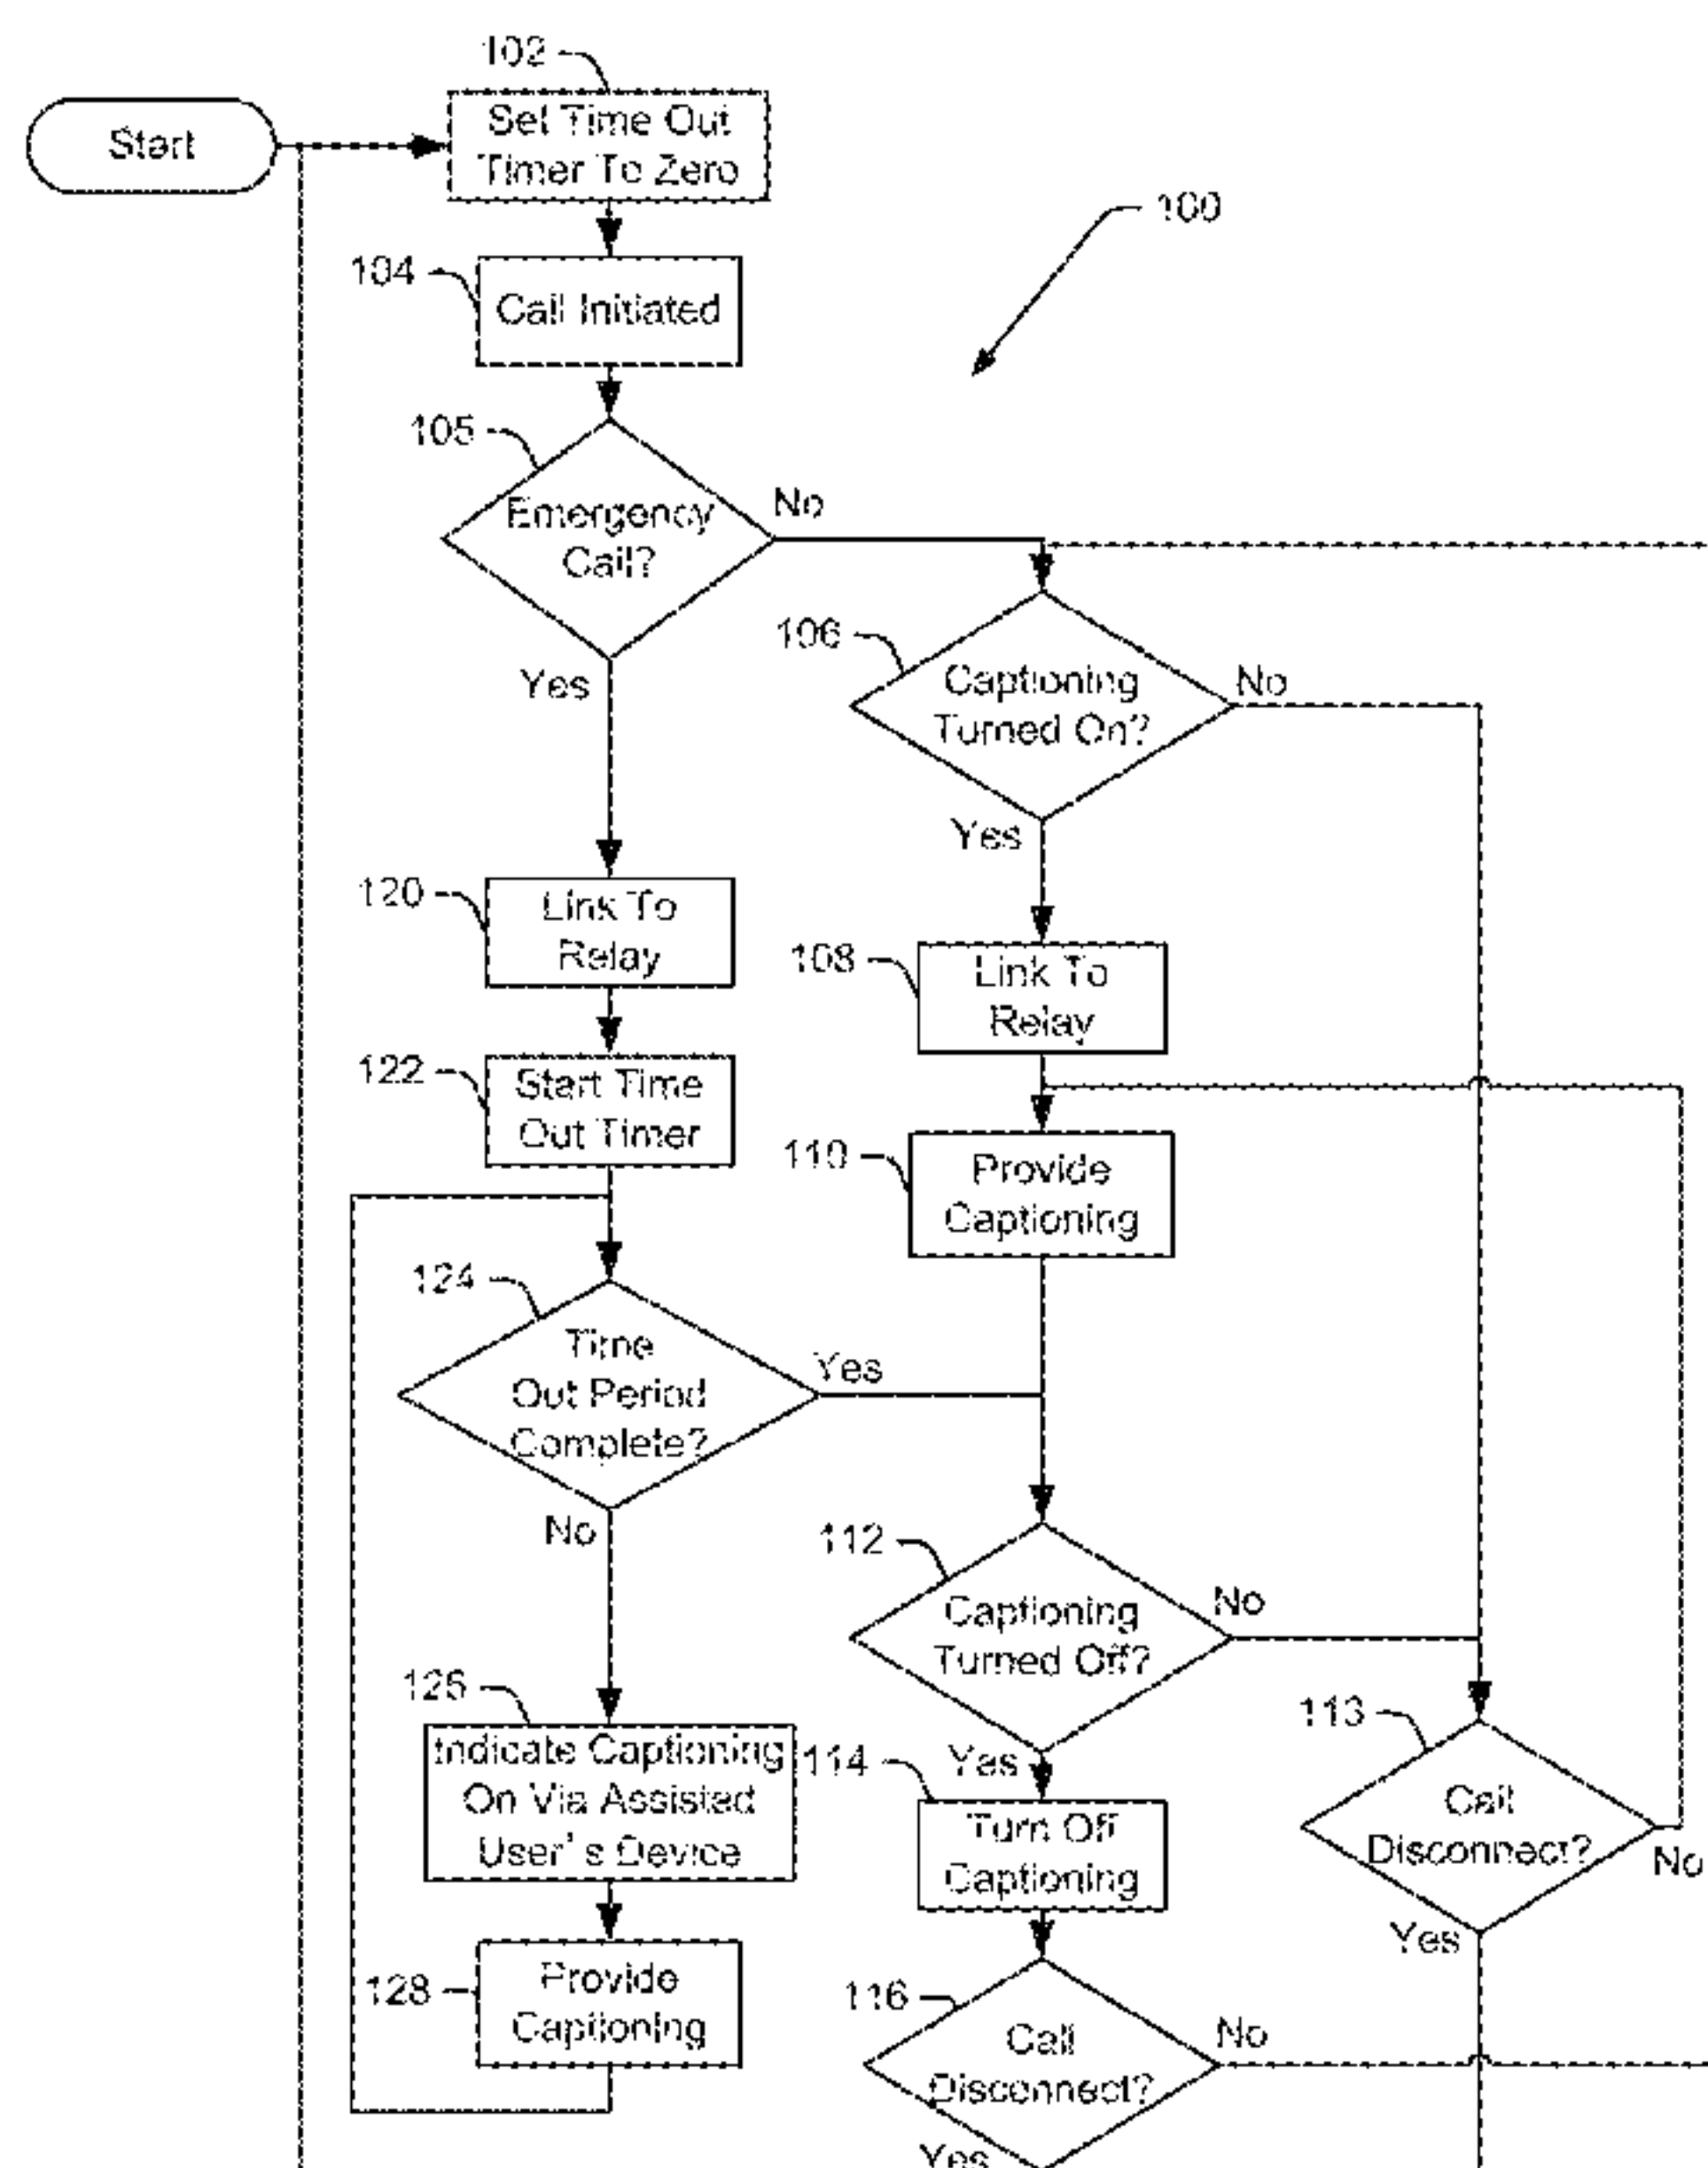 102
Start
Set Time Out
Timer To Zero
100
104
Call Initiated
105
Emergency
Call?
No
Yes
106
Captioning
Turned On?
No
Yes
120
Link To
Relay
108
Link To
Relay
122
Start Time
Out Timer
110
Provide
Captioning
124
Time
Out Period
Complete?
Yes
No
112
Captioning
Turned Off?
No
Yes
126
Indicate Captioning
On Via Assisted
User's Device
114
Turn Off
Captioning
113
Call
Disconnect?
No
Yes
128
Provide
Captioning
116
Call
Disconnect?
No
Yes